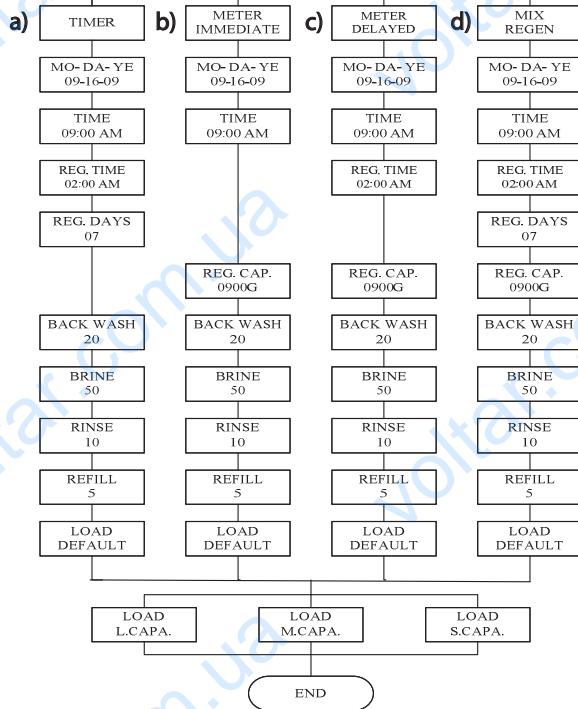 a) TIMER
MO- DA- YE
09-16-09
TIME
09:00 AM
REG. TIME
02:00 AM
REG. DAYS
07
BACK WASH
20
BRINE
50
RINSE
10
REFILL
5
LOAD
DEFAULT
b) METER
IMMEDIATE
MO- DA- YE
09-16-09
TIME
09:00 AM
REG. CAP.
0900G
BACK WASH
20
BRINE
50
RINSE
10
REFILL
5
LOAD
DEFAULT
c) METER
DELAYED
MO- DA- YE
09-16-09
TIME
09:00 AM
REG. TIME
02:00 AM
REG. CAP.
0900G
BACK WASH
20
BRINE
50
RINSE
10
REFILL
5
LOAD
DEFAULT
d) MIX
REGEN
MO- DA- YE
09-16-09
TIME
09:00 AM
REG. TIME
02:00 AM
REG. DAYS
07
REG. CAP.
0900G
BACK WASH
20
BRINE
50
RINSE
10
REFILL
5
LOAD
DEFAULT
LOAD
L.CAPA.
LOAD
M.CAPA.
LOAD
S.CAPA.
END
voltar.com.ua